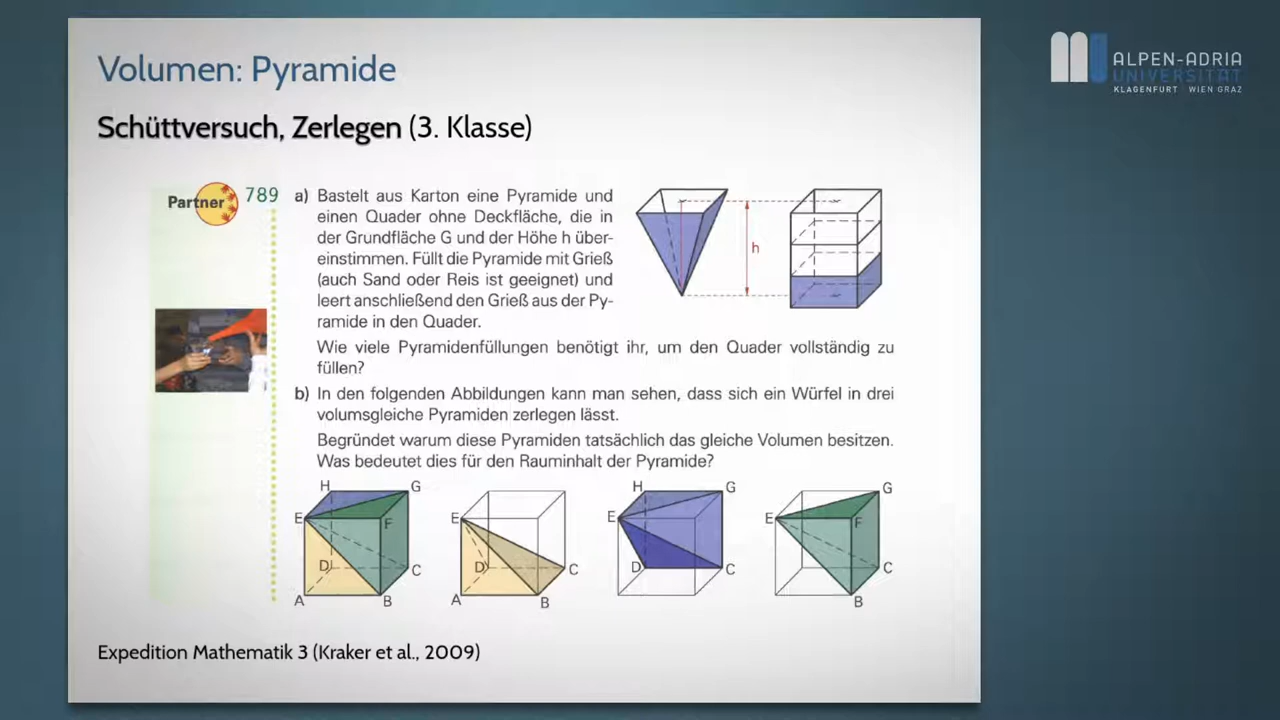 Volumen: Pyramide
Schüttversuch, Zerlegen (3. Klasse)
ALPEN-ADRIA
UNIVERSITÄT
KLAGENFURT | WIEN GRAZ
Partner 789
a) Bastelt aus Karton eine Pyramide und
einen Quader ohne Deckfläche, die in
der Grundfläche G und der Höhe h über-
einstimmen. Füllt die Pyramide mit Grieß
(auch Sand oder Reis ist geeignet) und
leert anschließend den Grieß aus der Py-
ramide in den Quader.
h
Wie viele Pyramidenfüllungen benötigt ihr, um den Quader vollständig zu
füllen?
b) In den folgenden Abbildungen kann man sehen, dass sich ein Würfel in drei
volumsgleiche Pyramiden zerlegen lässt.
Begründet warum diese Pyramiden tatsächlich das gleiche Volumen besitzen.
Was bedeutet dies für den Rauminhalt der Pyramide?
H G E F D C A B
E D C A B
H G E D C
G E F C B
Expedition Mathematik 3 (Kraker et al., 2009)